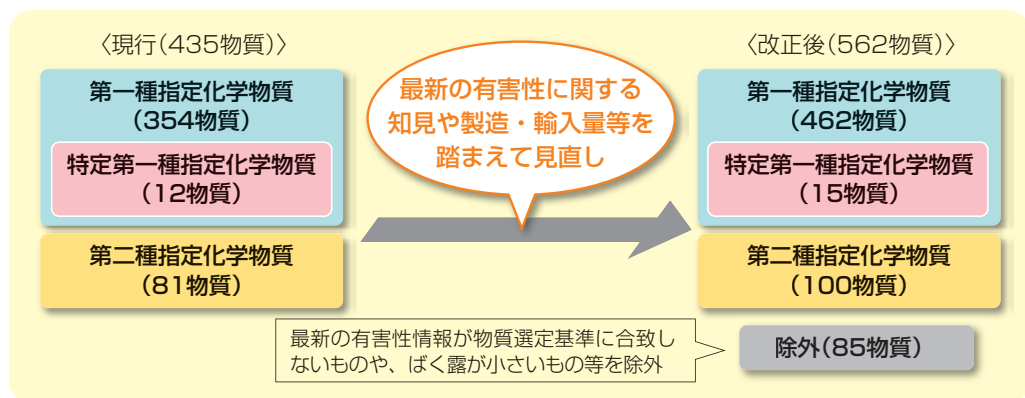 〈現行(435物質)〉
第一種指定化学物質
(354物質)
特定第一種指定化学物質
(12物質)
第二種指定化学物質
(81物質)
最新の有害性に関する
知見や製造・輸入量等を
踏まえて見直し
〈改正後(562物質)〉
第一種指定化学物質
(462物質)
特定第一種指定化学物質
(15物質)
第二種指定化学物質
(100物質)
最新の有害性情報が物質選定基準に合致し
ないものや、ばく露が小さいもの等を除外
除外(85物質)